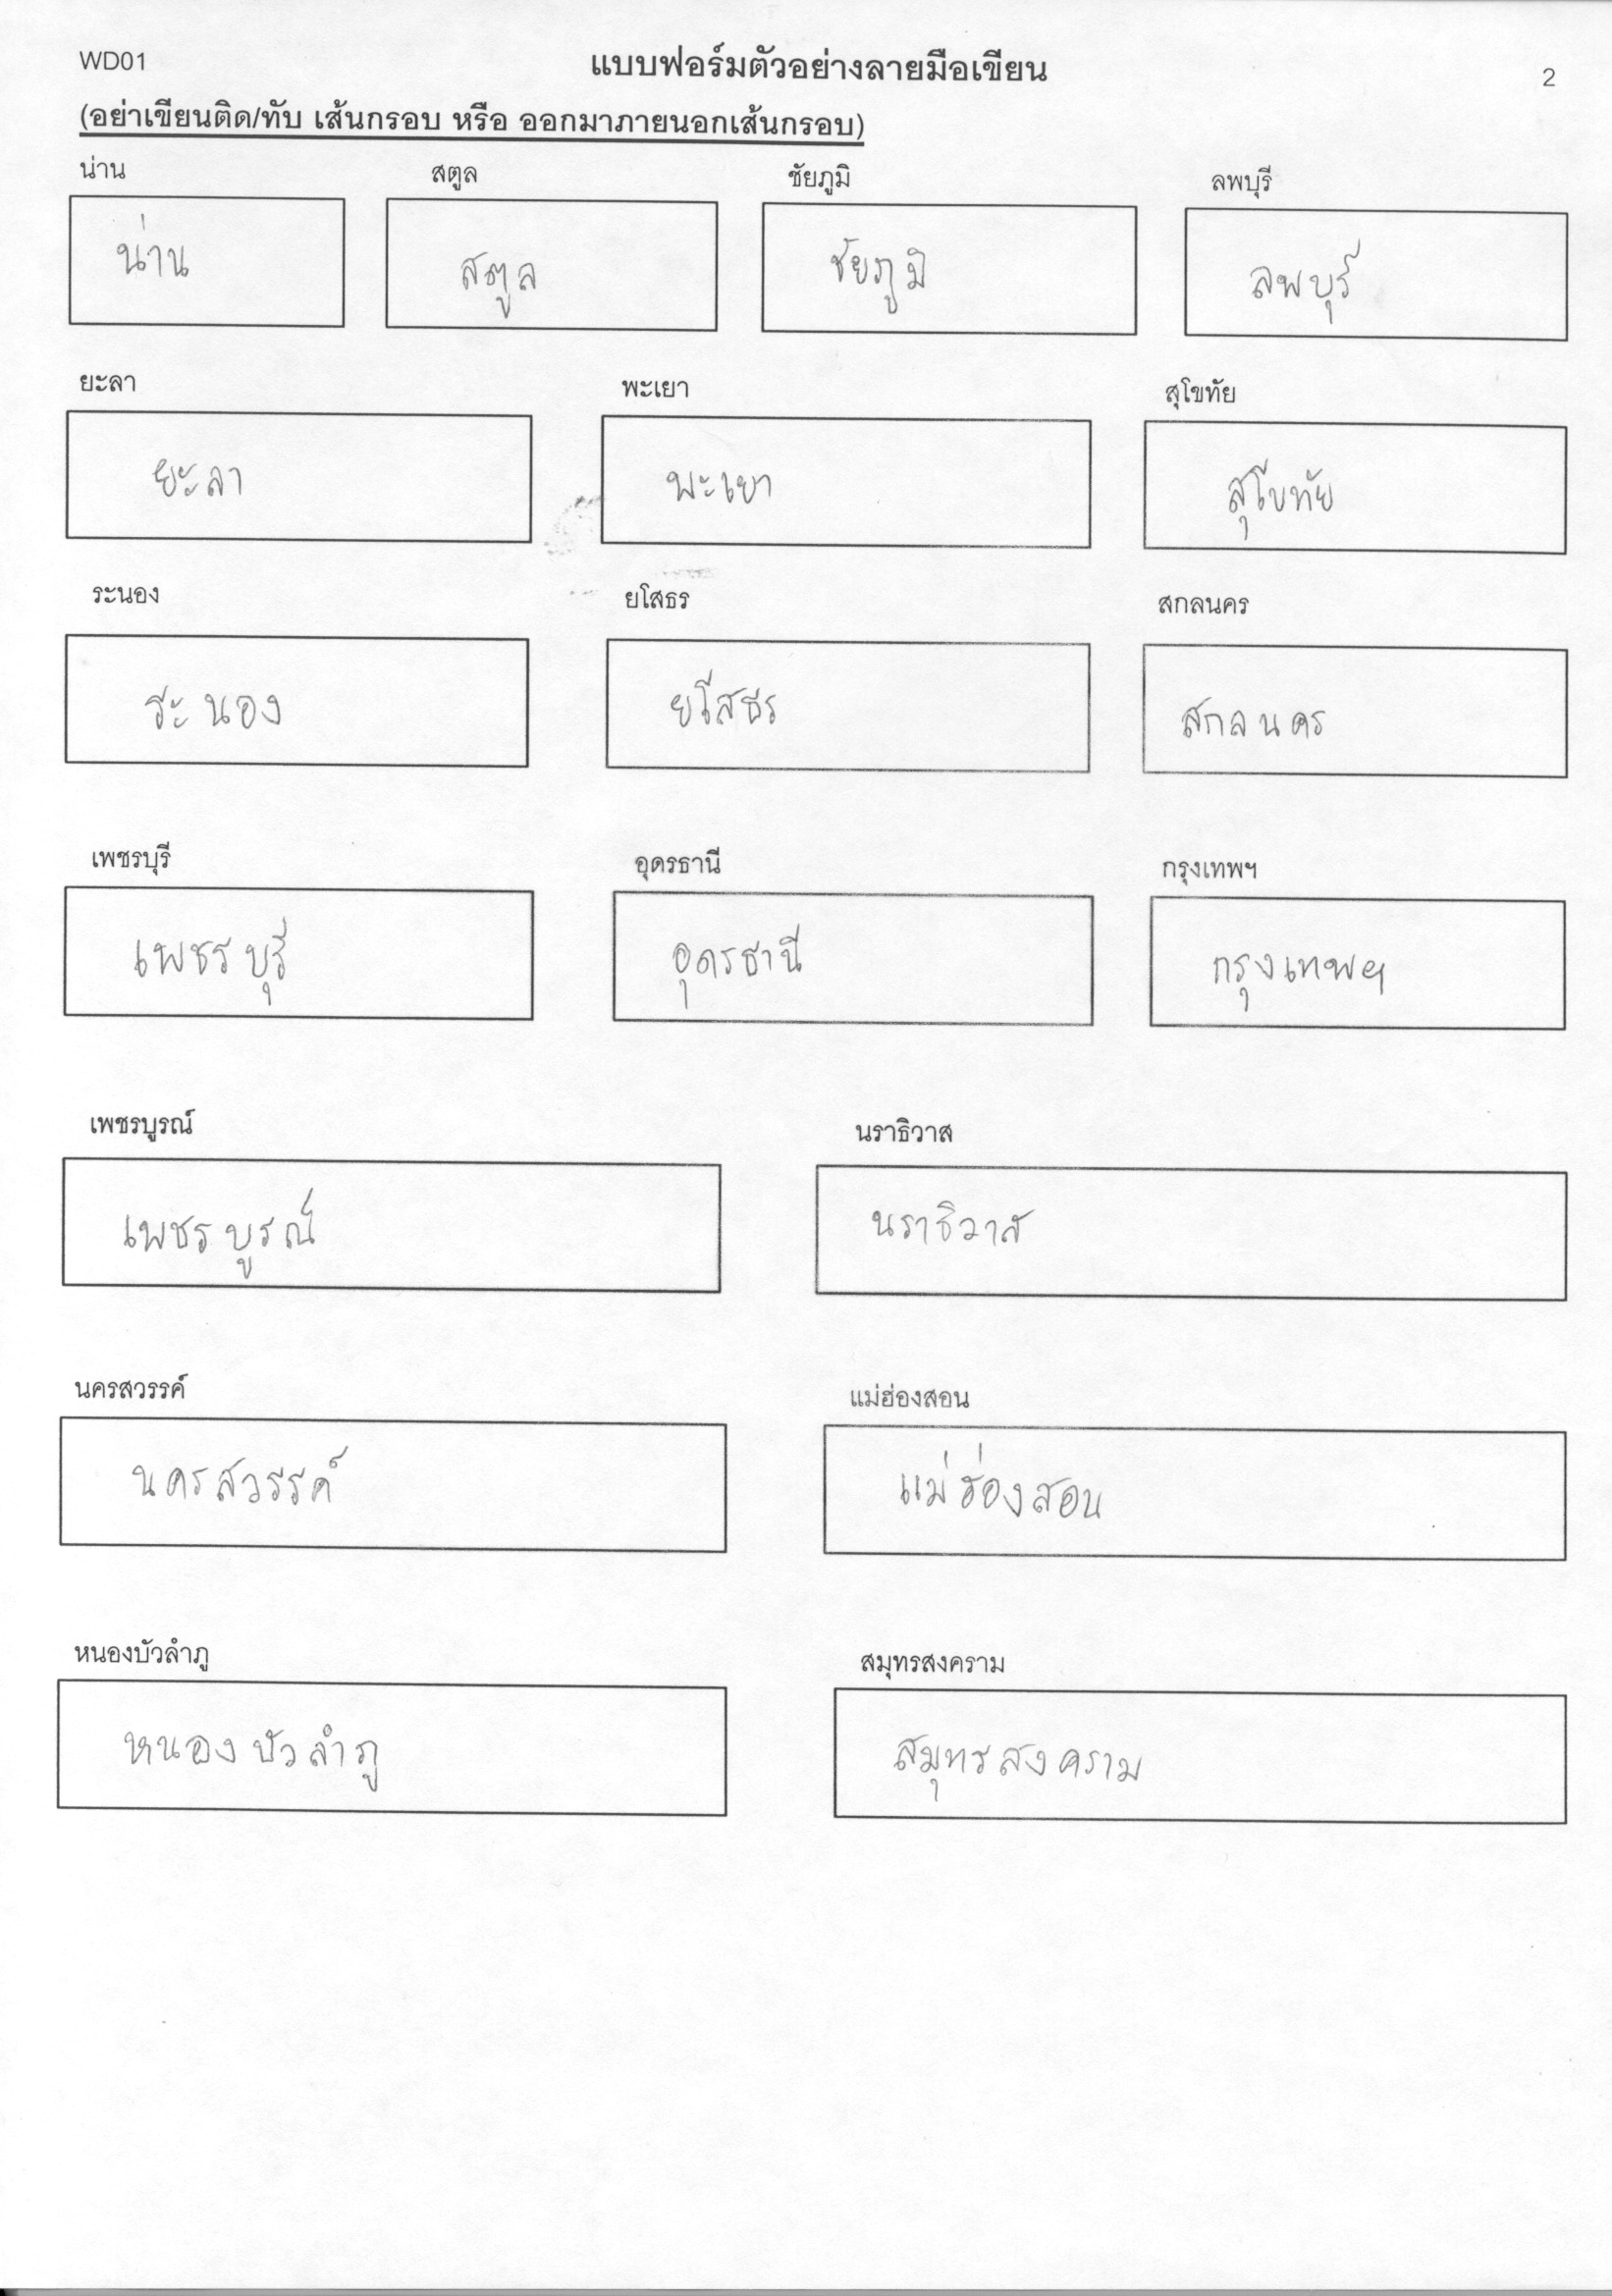 WD01 แบบฟอร์มตัวอย่างลายมือเขียน 2
(อย่าเขียนติด/ทับ เส้นกรอบ หรือ ออกมาภายนอกเส้นกรอบ)
น่าน สตูล ชัยภูมิ ลพบุรี
น่าน สตูล ชัยภูมิ ลพบุรี
ยะลา พะเยา สุโขทัย
ยะลา พะเยา สุโขทัย
ระนอง ยโสธร สกลนคร
ระนอง ยโสธร สกลนคร
เพชรบุรี อุดรธานี กรุงเทพฯ
เพชรบุรี อุดรธานี กรุงเทพฯ
เพชรบูรณ์ นราธิวาส
เพชรบูรณ์ นราธิวาส
นครสวรรค์ แม่ฮ่องสอน
นครสวรรค์ แม่ฮ่องสอน
หนองบัวลำภู สมุทรสงคราม
หนองบัวลำภู สมุทรสงคราม